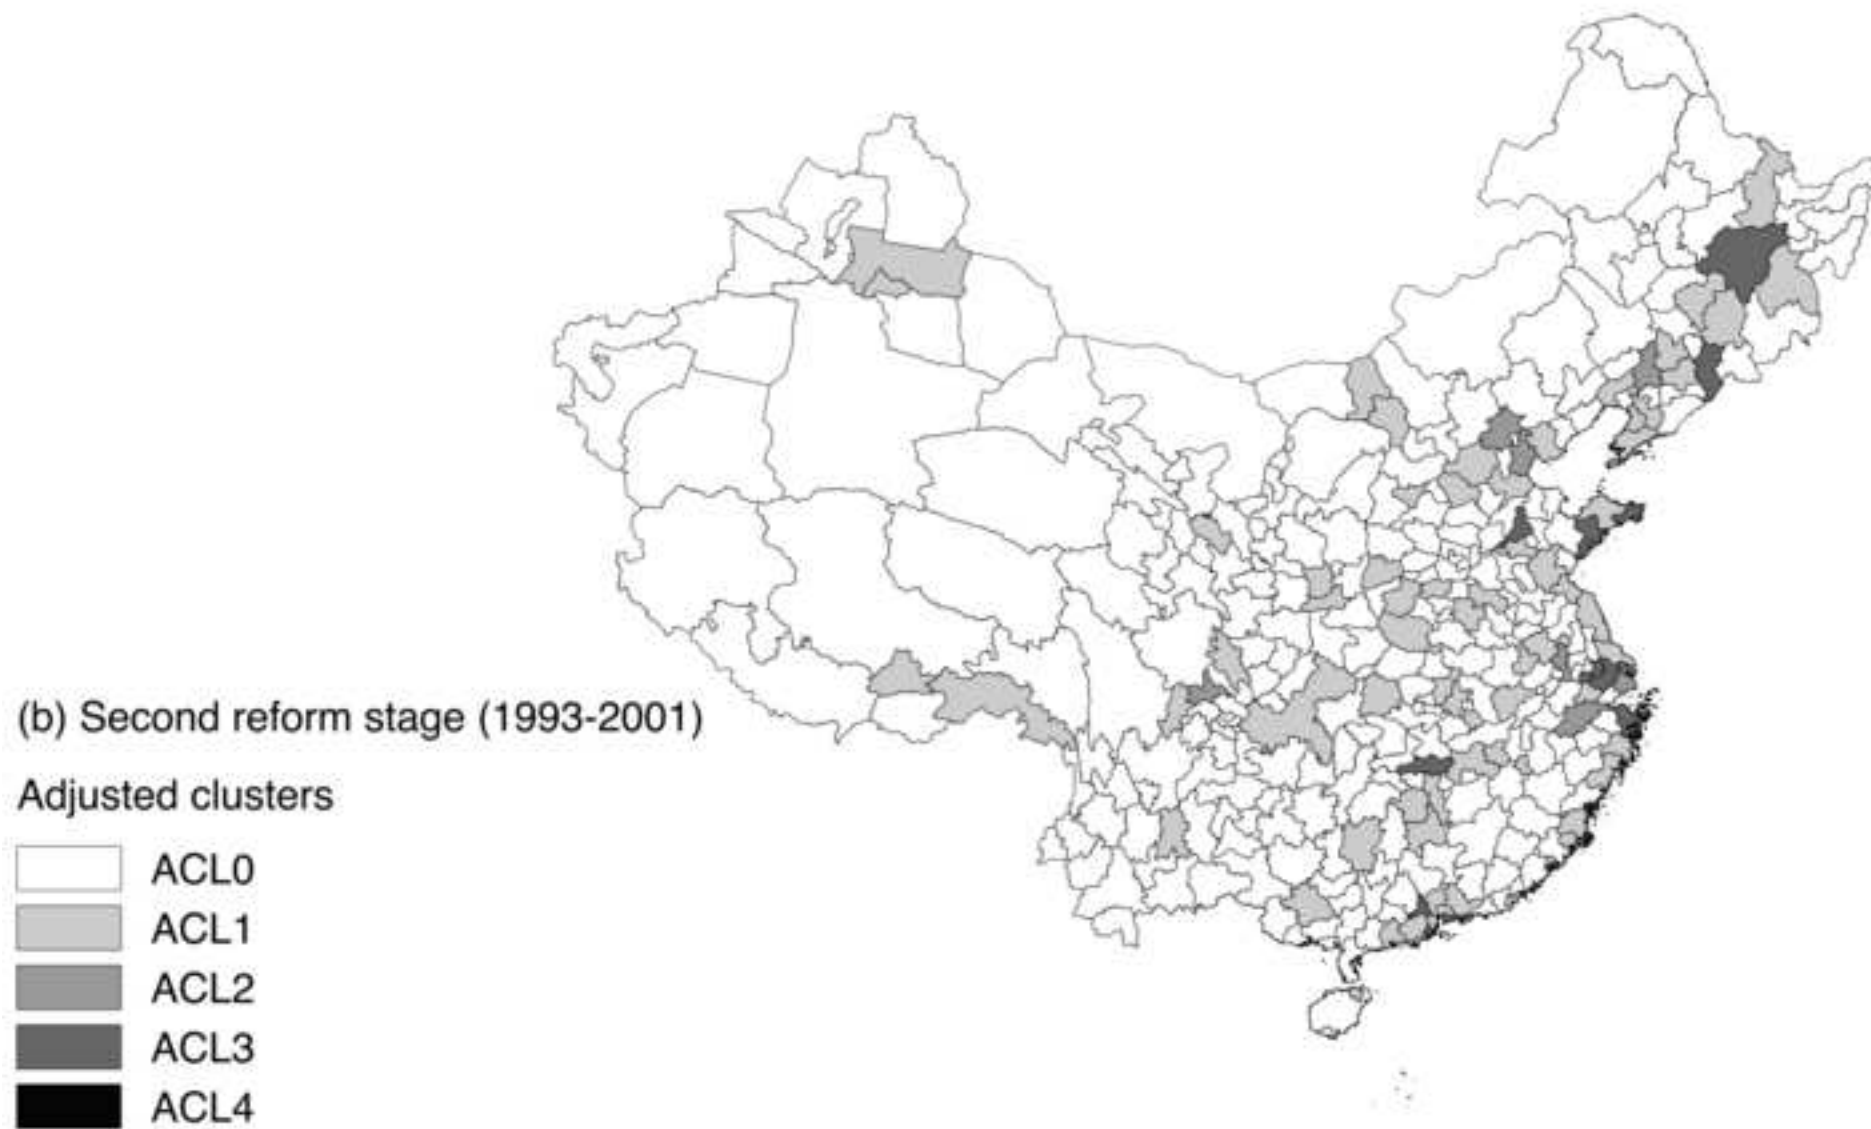 (b) Second reform stage (1993-2001)
Adjusted clusters
ACL0
ACL1
ACL2
ACL3
ACL4